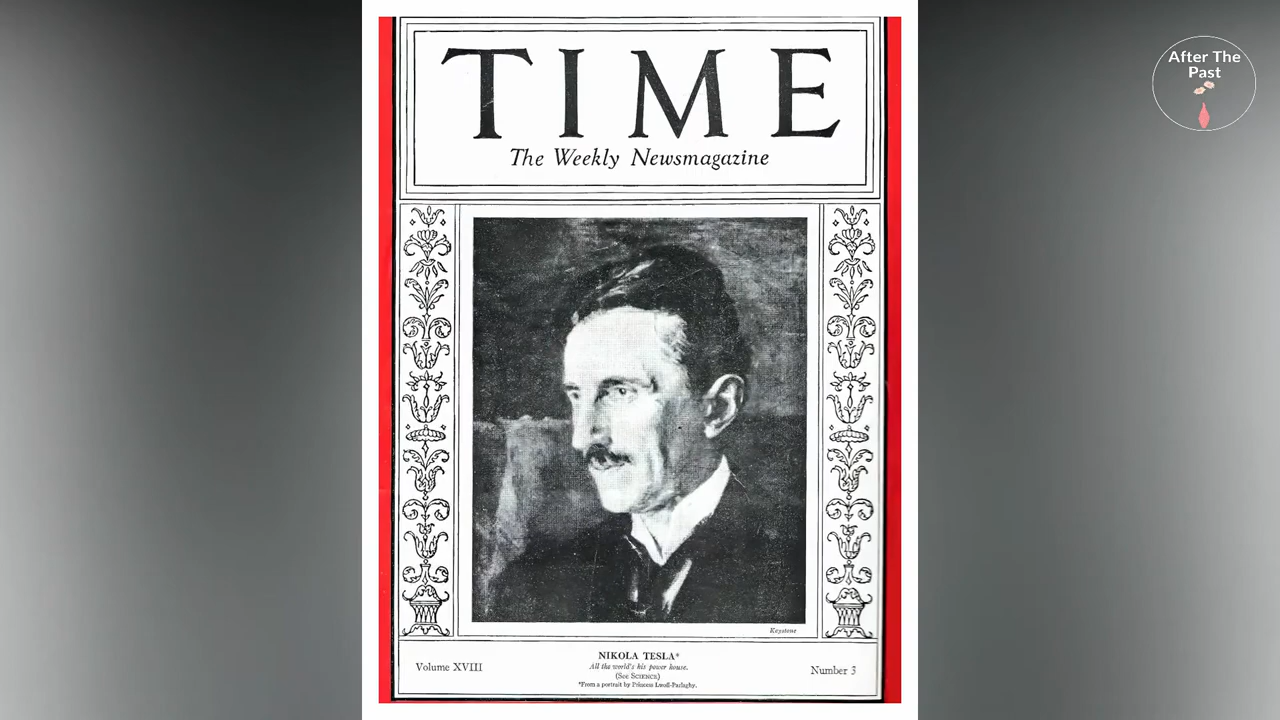 TIME
The Weekly Newsmagazine
After The
Past
Keystone
NIKOLA TESLA*
All the world's his power house.
(See SCIENCE)
*From a portrait by Princess Lwoff-Parlaghy.
Volume XVIII
Number 3